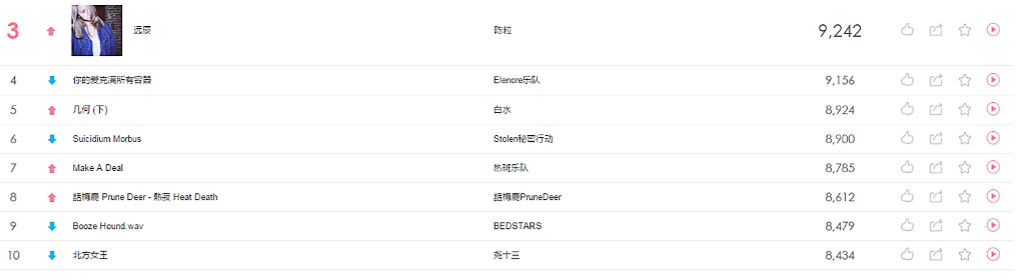 3 远辰 陈粒 9,242
4 你的爱充满所有容器 Elenore乐队 9,156
5 几何 (下) 白水 8,924
6 Suicidium Morbus Stolen秘密行动 8,900
7 Make A Deal 热斑乐队 8,785
8 話梅鹿 Prune Deer - 熱寂 Heat Death 話梅鹿PruneDeer 8,612
9 Booze Hound.wav BEDSTARS 8,479
10 北方女王 尧十三 8,434